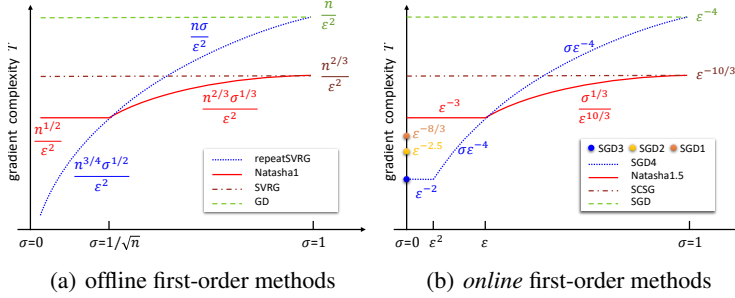 gradient complexity T
n/ε²
nσ/ε²
n^{2/3}/ε²
n^{2/3}σ^{1/3}/ε²
n^{1/2}/ε²
n^{3/4}σ^{1/2}/ε²
repeatSVRG
Natasha1
SVRG
GD
σ=0
σ=1/√n
σ=1
(a) offline first-order methods
gradient complexity T
ε^{-4}
σε^{-4}
ε^{-10/3}
ε^{-3}
σ^{1/3}/ε^{10/3}
ε^{-8/3}
ε^{-2.5}
σε^{-4}
ε^{-2}
SGD3 SGD2 SGD1
SGD4
Natasha1.5
SCSG
SGD
σ=0
ε²
ε
σ=1
(b) online first-order methods